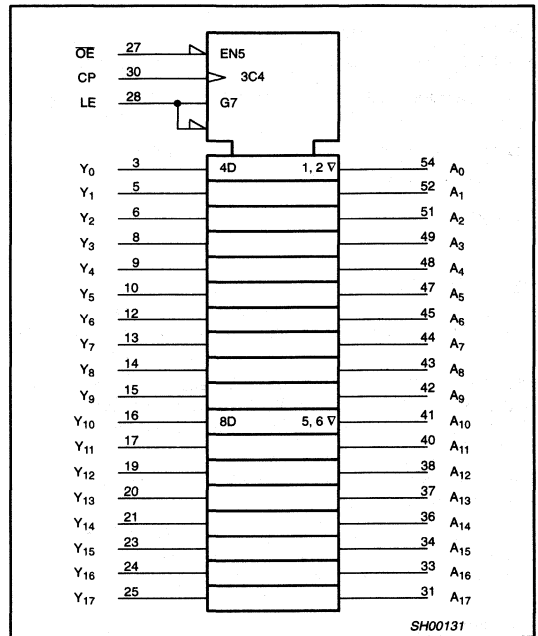 OE 27 EN5
CP 30 3C4
LE 28 G7
Y0 3 4D 1, 2 ∇ 54 A0
Y1 5 52 A1
Y2 6 51 A2
Y3 8 49 A3
Y4 9 48 A4
Y5 10 47 A5
Y6 12 45 A6
Y7 13 44 A7
Y8 14 43 A8
Y9 15 42 A9
Y10 16 8D 5, 6 ∇ 41 A10
Y11 17 40 A11
Y12 19 38 A12
Y13 20 37 A13
Y14 21 36 A14
Y15 23 34 A15
Y16 24 33 A16
Y17 25 31 A17
SH00131